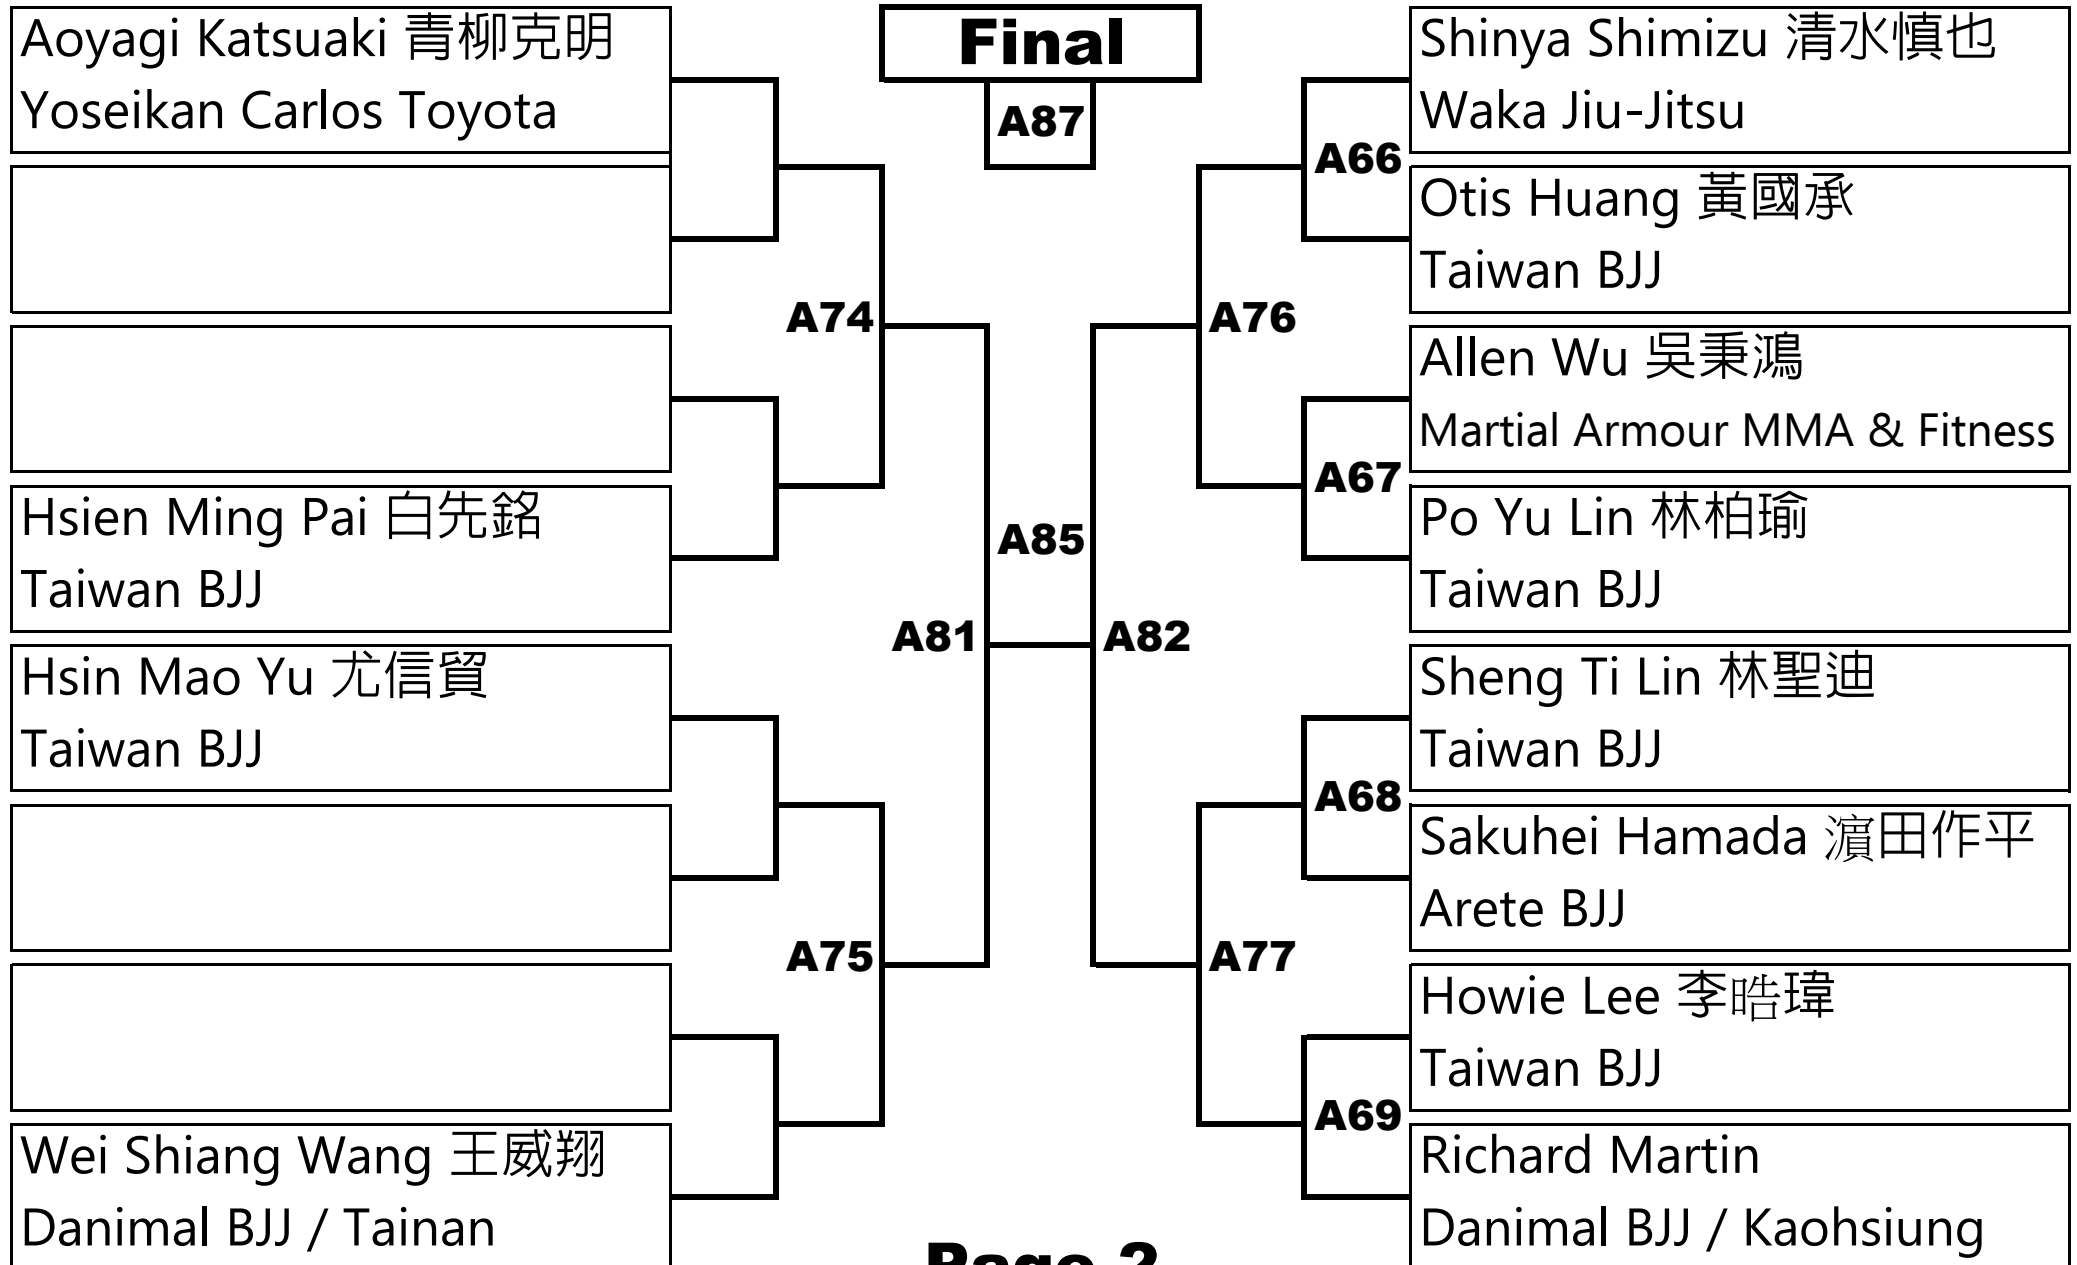 Aoyagi Katsuaki 青柳克明
Yoseikan Carlos Toyota
Hsien Ming Pai 白先銘
Taiwan BJJ
Hsin Mao Yu 尤信貿
Taiwan BJJ
Wei Shiang Wang 王威翔
Danimal BJJ / Tainan
A74
A75
A81
Final
A87
A85
A82
A76
A77
A66
A67
A68
A69
Shinya Shimizu 清水慎也
Waka Jiu-Jitsu
Otis Huang 黃國承
Taiwan BJJ
Allen Wu 吳秉鴻
Martial Armour MMA & Fitness
Po Yu Lin 林柏瑜
Taiwan BJJ
Sheng Ti Lin 林聖迪
Taiwan BJJ
Sakuhei Hamada 濵田作平
Arete BJJ
Howie Lee 李晧瑋
Taiwan BJJ
Richard Martin
Danimal BJJ / Kaohsiung
Page 2